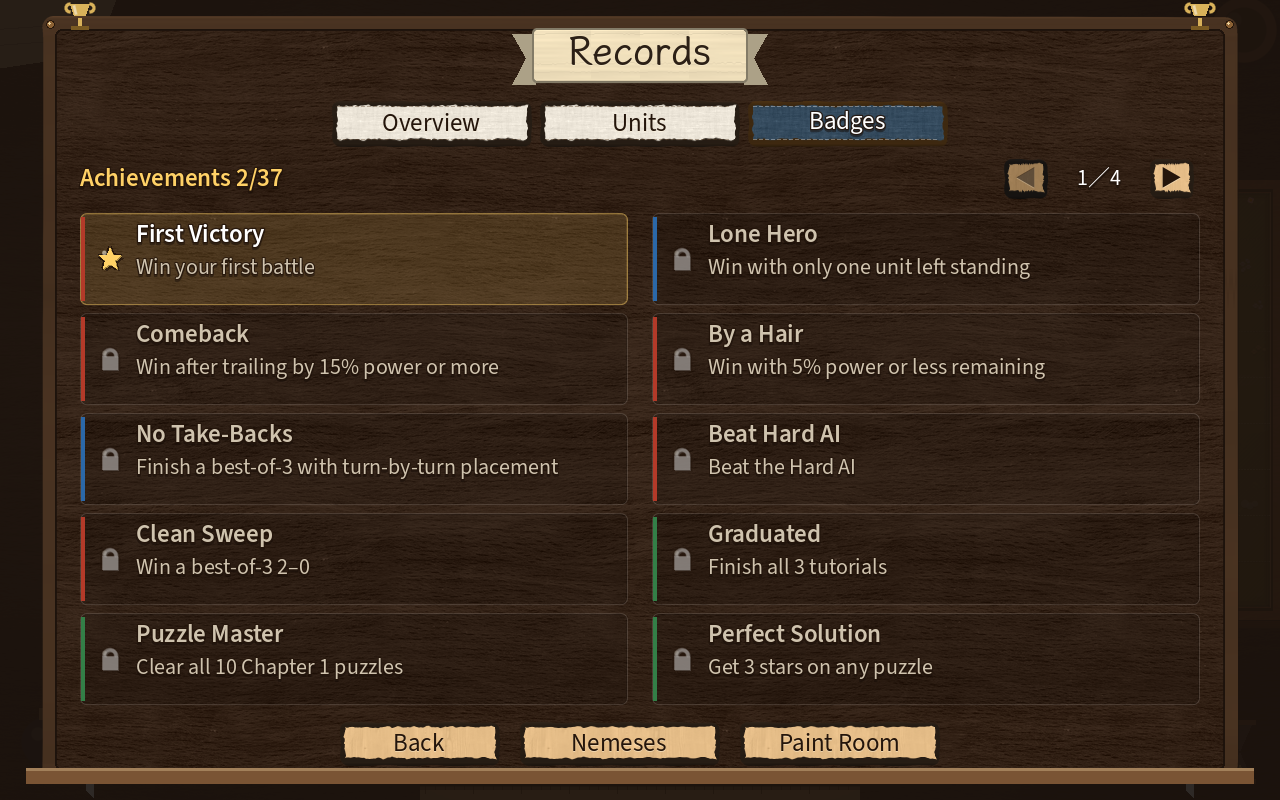 Records
Overview
Units
Badges
Achievements 2/37
1／4
First Victory
Win your first battle
Lone Hero
Win with only one unit left standing
Comeback
Win after trailing by 15% power or more
By a Hair
Win with 5% power or less remaining
No Take-Backs
Finish a best-of-3 with turn-by-turn placement
Beat Hard AI
Beat the Hard AI
Clean Sweep
Win a best-of-3 2–0
Graduated
Finish all 3 tutorials
Puzzle Master
Clear all 10 Chapter 1 puzzles
Perfect Solution
Get 3 stars on any puzzle
Back
Nemeses
Paint Room